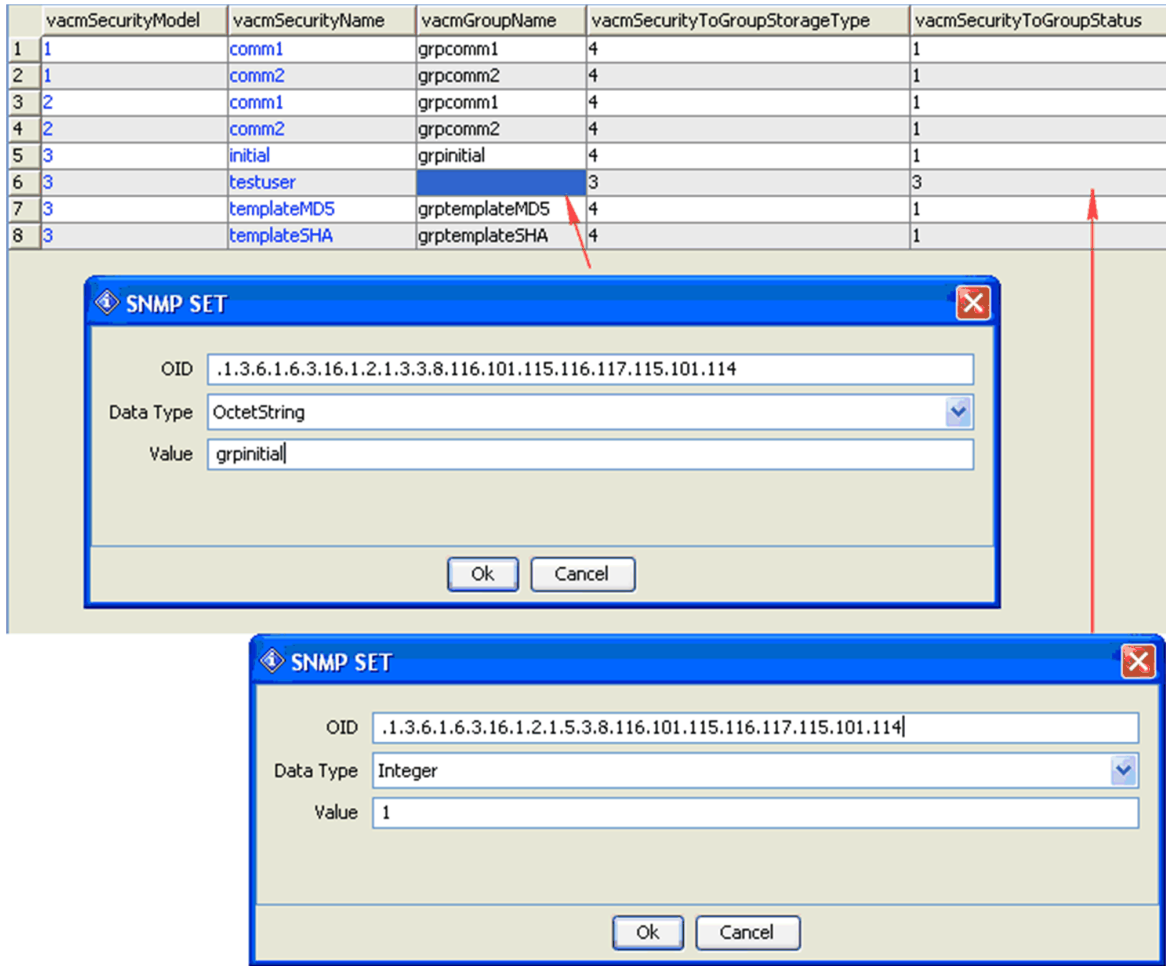 vacmSecurityModel vacmSecurityName vacmGroupName vacmSecurityToGroupStorageType vacmSecurityToGroupStatus
1 1 comm1 grpcomm1 4 1
2 1 comm2 grpcomm2 4 1
3 2 comm1 grpcomm1 4 1
4 2 comm2 grpcomm2 4 1
5 3 initial grpinitial 4 1
6 3 testuser 3 3
7 3 templateMD5 grptemplateMD5 4 1
8 3 templateSHA grptemplateSHA 4 1
SNMP SET
OID .1.3.6.1.6.3.16.1.2.1.3.3.8.116.101.115.116.117.115.101.114
Data Type OctetString
Value grpinitial
Ok Cancel
SNMP SET
OID .1.3.6.1.6.3.16.1.2.1.5.3.8.116.101.115.116.117.115.101.114
Data Type Integer
Value 1
Ok Cancel